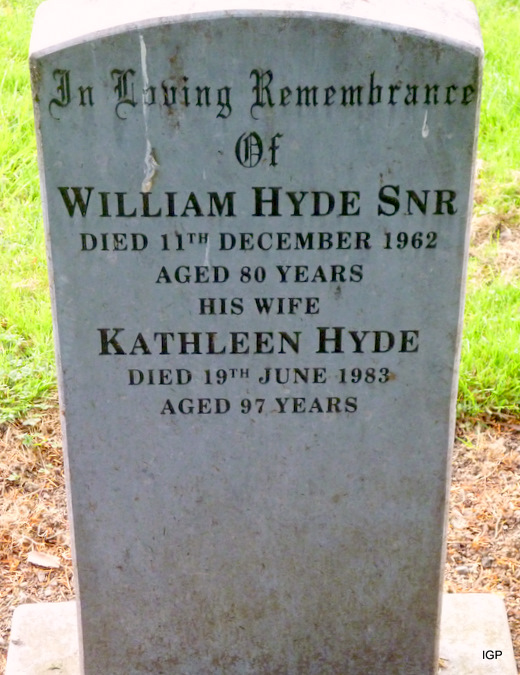 In Loving Remembrance
Of
WILLIAM HYDE SNR
DIED 11TH DECEMBER 1962
AGED 80 YEARS
HIS WIFE
KATHLEEN HYDE
DIED 19TH JUNE 1983
AGED 97 YEARS
IGP